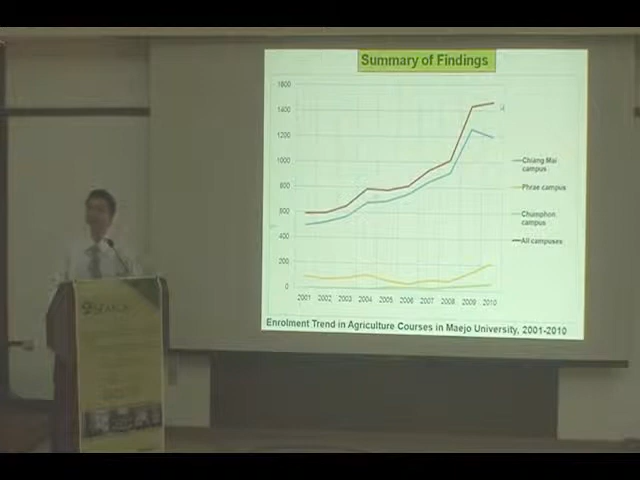 Summary of Findings
1600
1400
1200
1000
800
600
400
200
0
2001 2002 2003 2004 2005 2006 2007 2008 2009 2010
Chiang Mai
campus
Phrae campus
Chumphon
campus
All campuses
Enrolment Trend in Agriculture Courses in Maejo University, 2001-2010